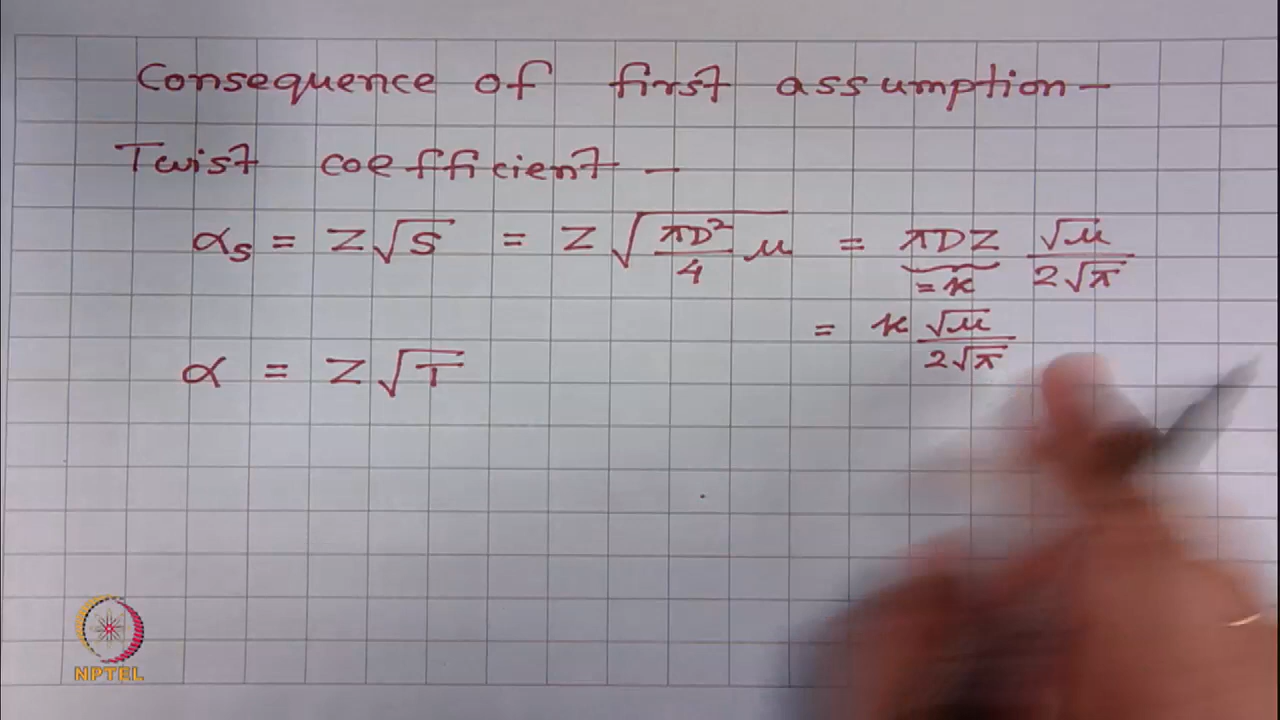 Consequence of first assumption-
Twist coefficient -
αs = Z√S = Z√(πD²/4 μ) = πDZ √μ/2√π
=κ
= κ √μ/2√π
α = Z√T
NPTEL